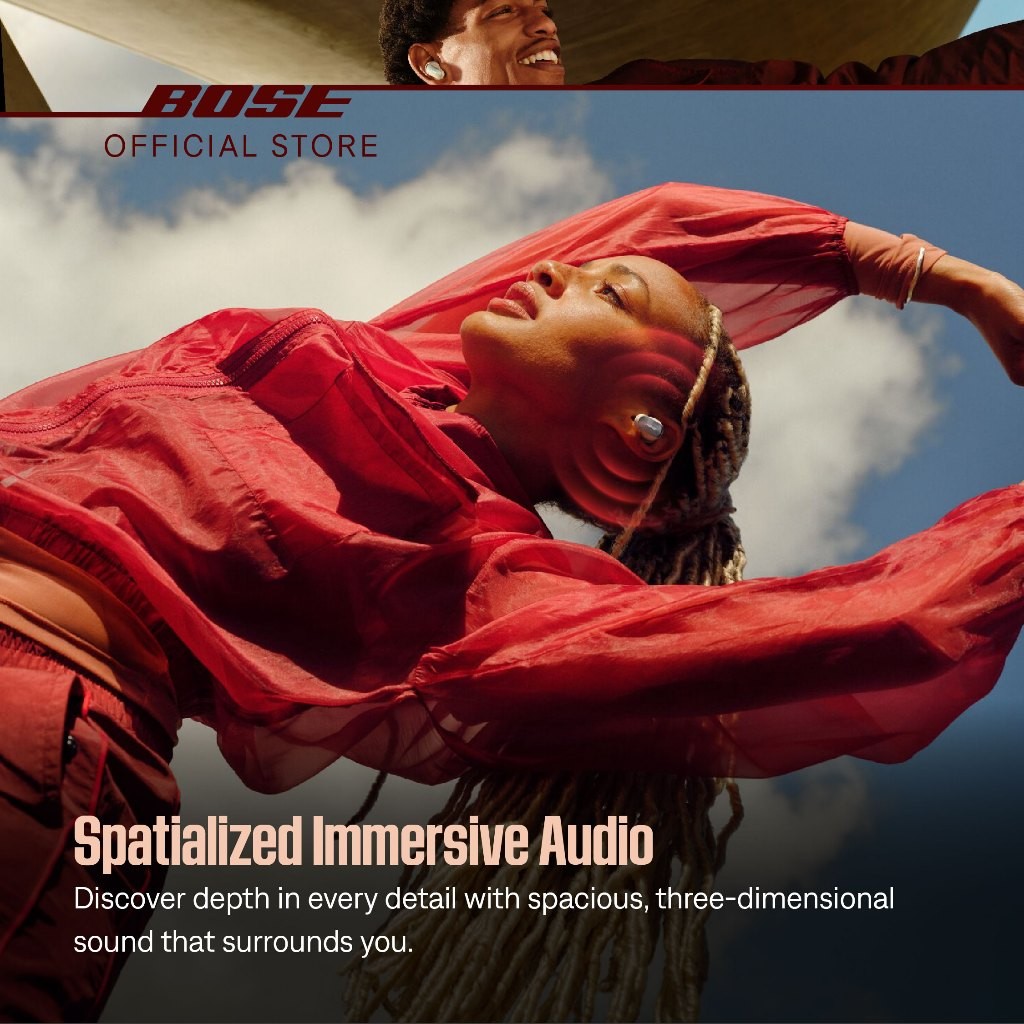 BOSE
OFFICIAL STORE
Spatialized Immersive Audio
Discover depth in every detail with spacious, three-dimensional
sound that surrounds you.